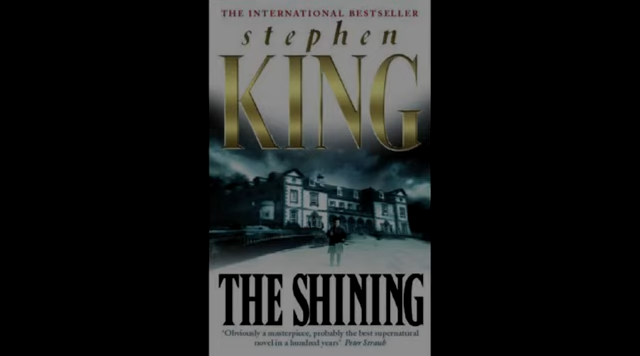 THE INTERNATIONAL BESTSELLER
stephen
KING
THE SHINING
'Obviously a masterpiece, probably the best supernatural
novel in a hundred years' Peter Straub